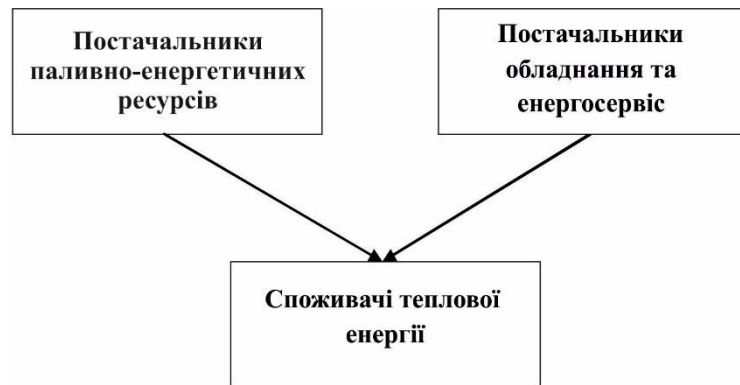 Постачальники
паливно-енергетичних
ресурсів
Постачальники
обладнання та
енергосервіс
Споживачі теплової
енергії